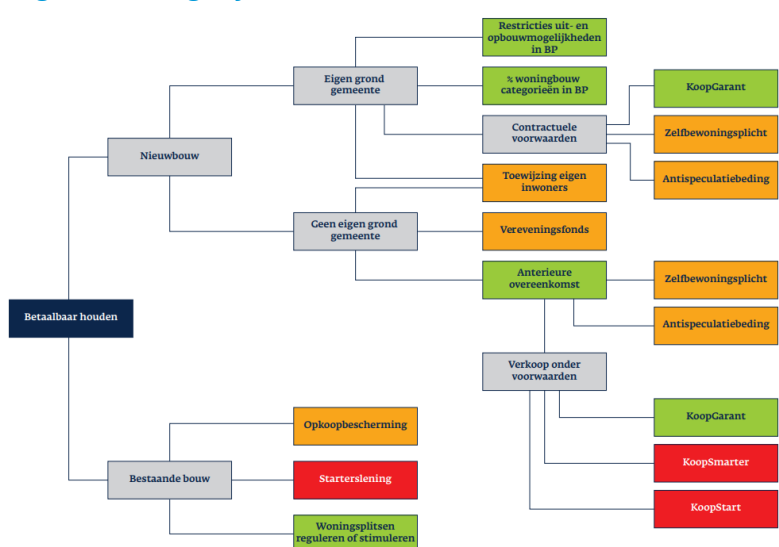 Restricties uit- en
opbouwmogelijkheden
in BP
Eigen grond
gemeente
% woningbouw
categorieën in BP
KoopGarant
Contractuele
voorwaarden
Zelfbewoningsplicht
Nieuwbouw
Toewijzing eigen
inwoners
Antispeculatiebeding
Geen eigen grond
gemeente
Vereveningsfonds
Anterieure
overeenkomst
Zelfbewoningsplicht
Betaalbaar houden
Antispeculatiebeding
Verkoop onder
voorwaarden
KoopGarant
Opkoopbescherming
KoopSmarter
Bestaande bouw
Starterslening
KoopStart
Woningsplitsen
reguleren of stimuleren